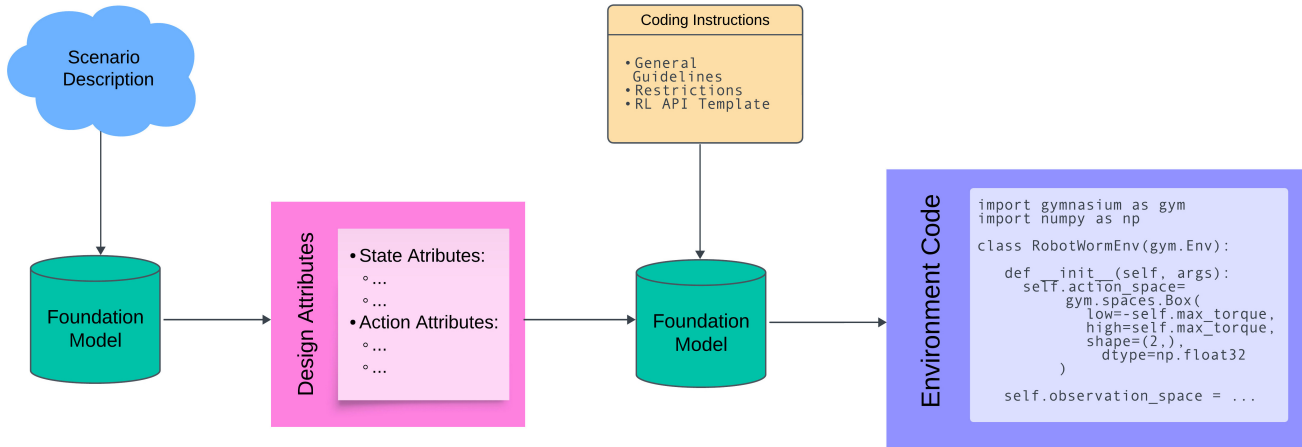 Scenario
Description
Foundation
Model
Design Attributes
• State Atributes:
◦ ...
◦ ...
• Action Attributes:
◦ ...
◦ ...
Coding Instructions
• General
Guidelines
• Restrictions
• RL API Template
Foundation
Model
Environment Code
import gymnasium as gym
import numpy as np
class RobotWormEnv(gym.Env):
def __init__(self, args):
self.action_space=
gym.spaces.Box(
low=-self.max_torque,
high=self.max_torque,
shape=(2,),
dtype=np.float32
)
self.observation_space = ...